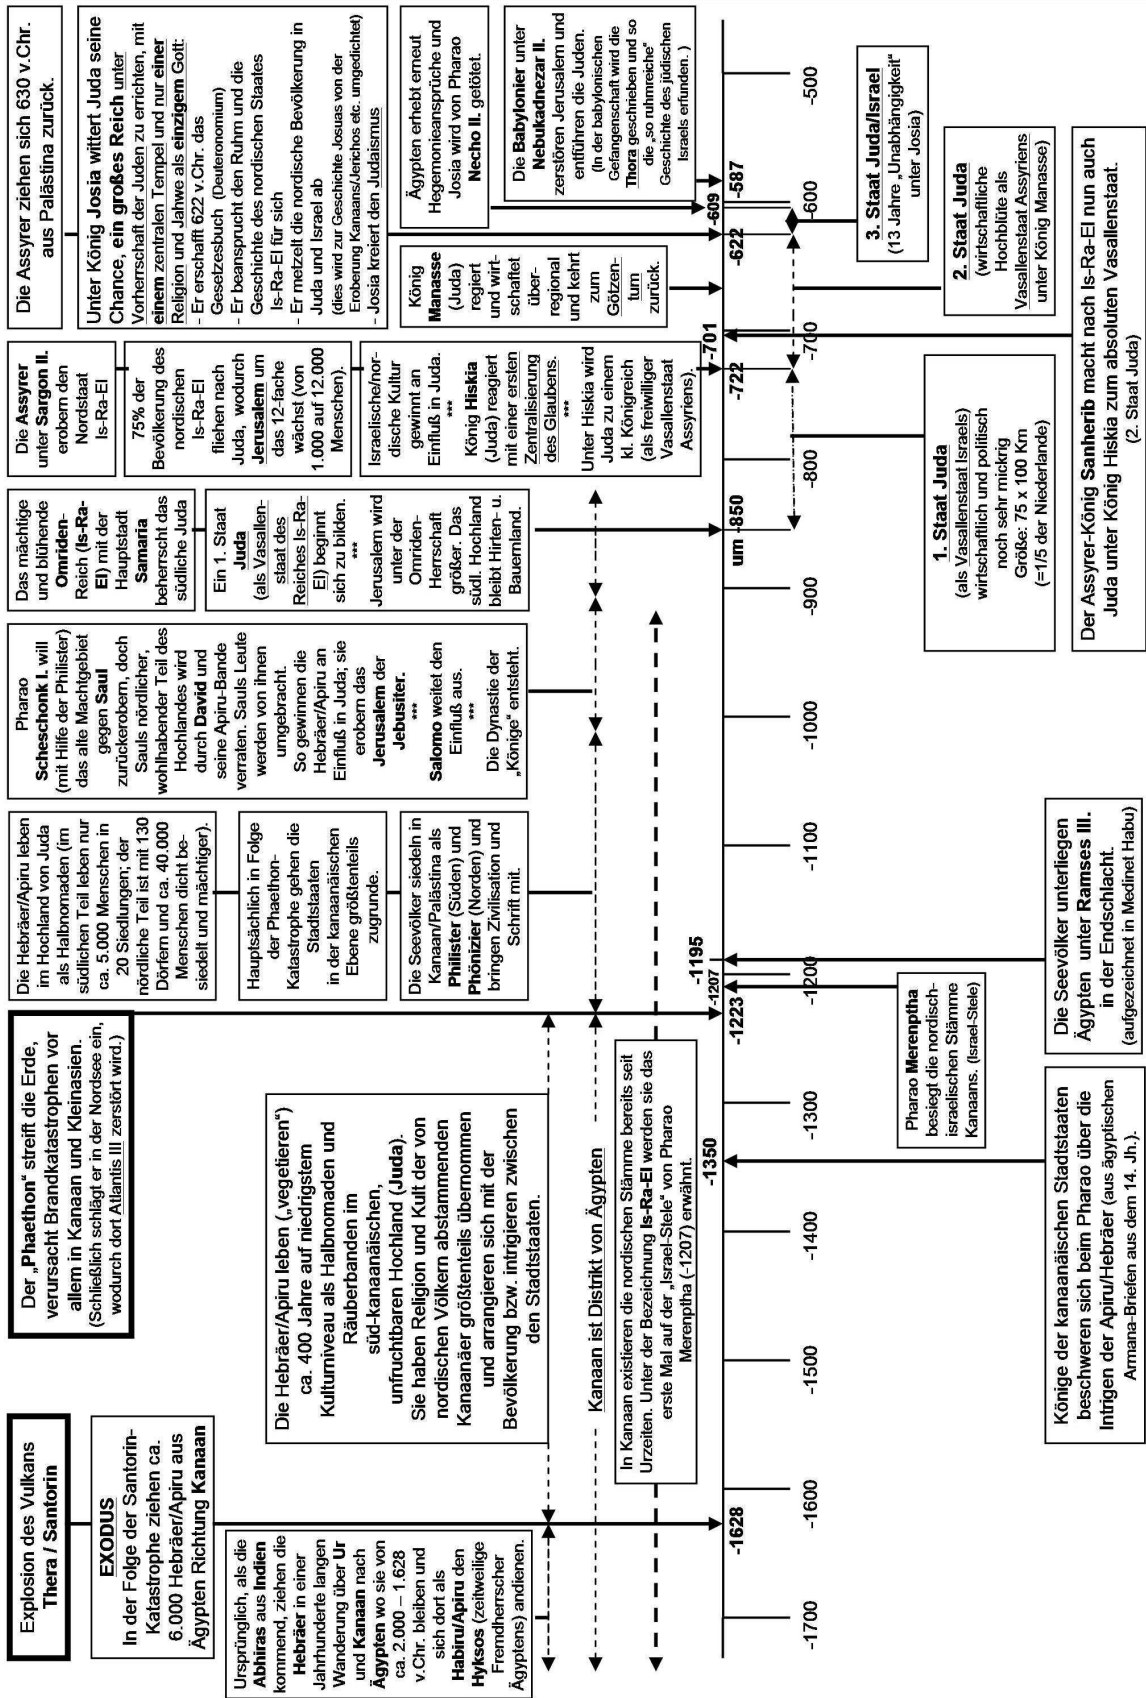 Explosion des Vulkans
Thera / Santorin
EXODUS
In der Folge der Santorin-
Katastrophe ziehen ca.
6.000 Hebräer/Apiru aus
Ägypten Richtung Kanaan
Ursprünglich, als die
Abhiras aus Indien
kommend, ziehen die
Hebräer in einer
Jahrhunderte langen
Wanderung über Ur
und Kanaan nach
Ägypten wo sie von
ca. 2.000 – 1.628
v.Chr. bleiben und
sich dort als
Habiru/Apiru den
Hyksos (zeitweilige
Fremdherrscher
Ägyptens) andienen.
Der „Phaethon“ streift die Erde,
verursacht Brandkatastrophen vor
allem in Kanaan und Kleinasien.
(Schließlich schlägt er in der Nordsee ein,
wodurch dort Atlantis III zerstört wird.)
Die Hebräer/Apiru leben („vegetieren“)
ca. 400 Jahre auf niedrigstem
Kulturniveau als Halbnomaden und
Räuberbanden im
süd-kanaanäischen,
unfruchtbaren Hochland (Juda).
Sie haben Religion und Kult der von
nordischen Völkern abstammenden
Kanaanäer größtenteils übernommen
und arrangieren sich mit der
Bevölkerung bzw. intrigieren zwischen
den Stadtstaaten.
Kanaan ist Distrikt von Ägypten
In Kanaan existieren die nordischen Stämme bereits seit
Urzeiten. Unter der Bezeichnung Is-Ra-El werden sie das
erste Mal auf der „Israel-Stele“ von Pharao
Merenptha (-1207) erwähnt.
Die Hebräer/Apiru leben
im Hochland von Juda
als Halbnomaden (im
südlichen Teil leben nur
ca. 5.000 Menschen in
20 Siedlungen; der
nördliche Teil ist mit 130
Dörfern und ca. 40.000
Menschen dicht be-
siedelt und mächtiger).
Hauptsächlich in Folge
der Phaethon-
Katastrophe gehen die
Stadtstaaten
in der kanaanäischen
Ebene größtenteils
zugrunde.
Die Seevölker siedeln in
Kanaan/Palästina als
Philister (Süden) und
Phönizier (Norden) und
bringen Zivilisation und
Schrift mit.
Pharao
Scheschonk I. will
(mit Hilfe der Philister)
das alte Machtgebiet
gegen Saul
zurückerobern, doch
Sauls nördlicher,
wohlhabender Teil des
Hochlandes wird
durch David und
seine Apiru-Bande
verraten. Sauls Leute
werden von ihnen
umgebracht.
So gewinnen die
Hebräer/Apiru an
Einfluß in Juda; sie
erobern das
Jerusalem der
Jebusiter.
***
Salomo weitet den
Einfluß aus.
***
Die Dynastie der
„Könige“ entsteht.
Das mächtige
und blühende
Omriden-
Reich (Is-Ra-
El) mit der
Hauptstadt
Samaria
beherrscht das
südliche Juda
Ein 1. Staat
Juda
(als Vasallen-
staat des
Reiches Is-Ra-
El) beginnt
sich zu bilden.
***
Jerusalem wird
unter der
Omriden-
Herrschaft
größer. Das
südl. Hochland
bleibt Hirten- u.
Bauernland.
Die Assyrer
unter Sargon II.
erobern den
Nordstaat
Is-Ra-El
75% der
Bevölkerung des
nordischen
Is-Ra-El
fliehen nach
Juda, wodurch
Jerusalem um
das 12-fache
wächst (von
1.000 auf 12.000
Menschen).
Israelische/nor-
dische Kultur
gewinnt an
Einfluß in Juda.
***
König Hiskia
(Juda) reagiert
mit einer ersten
Zentralisierung
des Glaubens.
***
Unter Hiskia wird
Juda zu einem
kl. Königreich
(als freiwilliger
Vasallenstaat
Assyriens).
Die Assyrer ziehen sich 630 v.Chr.
aus Palästina zurück.
Unter König Josia wittert Juda seine
Chance, ein großes Reich unter
Vorherrschaft der Juden zu errichten, mit
einem zentralen Tempel und nur einer
Religion und Jahwe als einzigem Gott:
- Er erschafft 622 v.Chr. das
Gesetzesbuch (Deuteronomium)
- Er beansprucht den Ruhm und die
Geschichte des nordischen Staates
Is-Ra-El für sich
- Er metzelt die nordische Bevölkerung in
Juda und Israel ab
(dies wird zur Geschichte Josuas von der
Eroberung Kanaans/Jerichos etc. umgedichtet)
- Josia kreiert den Judaismus
König
Manasse
(Juda)
regiert
und wirt-
schaftet
über-
regional
und kehrt
zum
Götzen-
tum
zurück.
Ägypten erhebt erneut
Hegemonieansprüche und
Josia wird von Pharao
Necho II. getötet.
Die Babylonier unter
Nebukadnezar II.
zerstören Jerusalem und
entführen die Juden.
(In der babylonischen
Gefangenschaft wird die
Thora geschrieben und so
die „so ruhmreiche“
Geschichte des jüdischen
Israels erfunden. )
-1628
-1350
-1223
-1207
-1195
um -850
-722
-701
-622
-609
-587
-1700
-1600
-1500
-1400
-1300
-1200
-1100
-1000
-900
-800
-700
-600
-500
Könige der kanaanäischen Stadtstaaten
beschweren sich beim Pharao über die
Intrigen der Apiru/Hebräer (aus ägyptischen
Armana-Briefen aus dem 14. Jh.).
Pharao Merenptha
besiegt die nordisch-
israelischen Stämme
Kanaans. (Israel-Stele)
Die Seevölker unterliegen
Ägypten unter Ramses III.
in der Endschlacht.
(aufgezeichnet in Medinet Habu)
1. Staat Juda
(als Vasallenstaat Israels)
wirtschaftlich und politisch
noch sehr mickrig
Größe: 75 x 100 Km
(=1/5 der Niederlande)
Der Assyrer-König Sanherib macht nach Is-Ra-El nun auch
Juda unter König Hiskia zum absoluten Vasallenstaat.
(2. Staat Juda)
2. Staat Juda
(wirtschaftliche
Hochblüte als
Vasallenstaat Assyriens
unter König Manasse)
3. Staat Juda/Israel
(13 Jahre „Unabhängigkeit“
unter Josia)